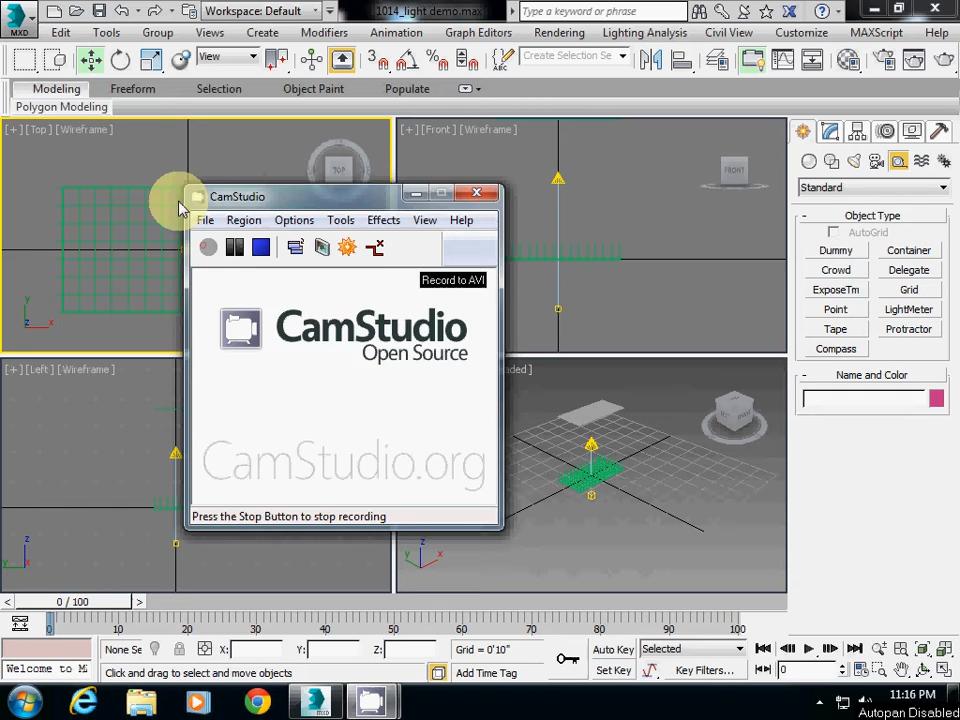 Workspace: Default
1014_light demo.max
Type a keyword or phrase
MXD
Edit Tools Group Views Create Modifiers Animation Graph Editors Rendering Lighting Analysis Civil View Customize MAXScript Help
View
3
Create Selection Se
Modeling Freeform Selection Object Paint Populate
Polygon Modeling
[+] [Top] [Wireframe]
TOP
[+] [Front] [Wireframe]
FRONT
Standard
CamStudio
File Region Options Tools Effects View Help
Record to AVI
CamStudio
Open Source
CamStudio.org
Press the Stop Button to stop recording
- Object Type
AutoGrid
Dummy Container
Crowd Delegate
ExposeTm Grid
Point LightMeter
Tape Protractor
Compass
- Name and Color
y
x
[+] [Left] [Wireframe]
z
y
z
y x
0 / 100
0 10 20 30 40 50 60 70 80 90 100
None Se X: Y: Z: Grid = 0'10" Auto Key Selected
Welcome to M Click and drag to select and move objects Add Time Tag Set Key Key Filters... 0
MXD
11:16 PM
Autopan Disabled